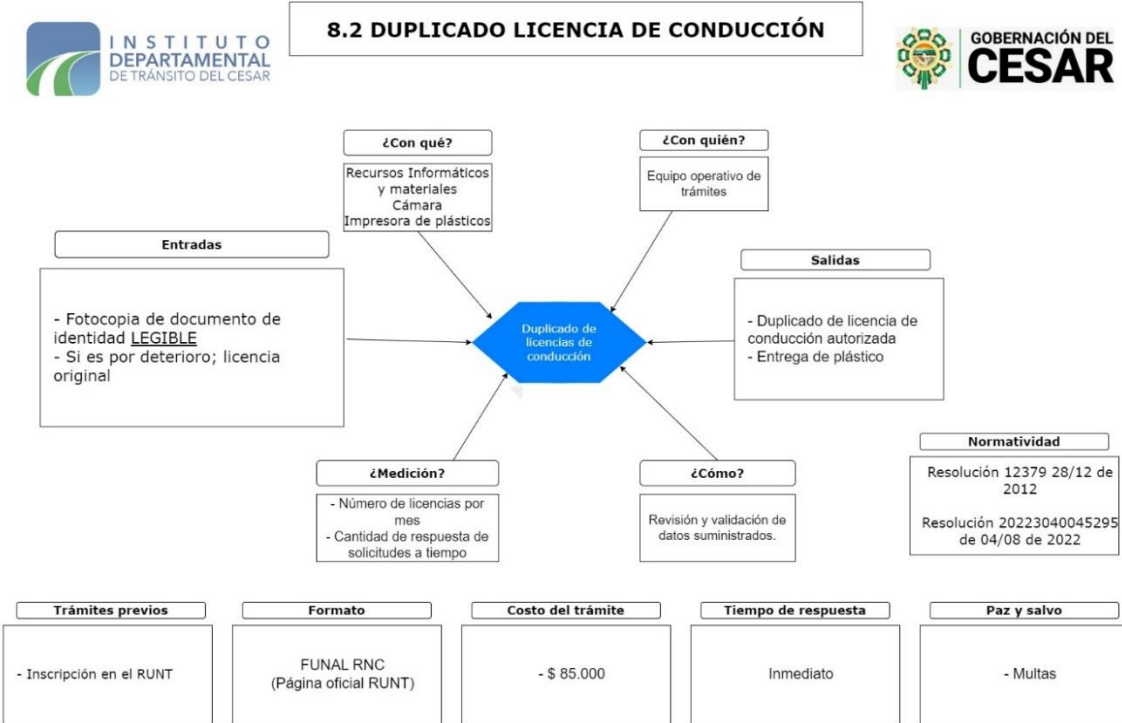 8.2 DUPLICADO LICENCIA DE CONDUCCIÓN
INSTITUTO
DEPARTAMENTAL
DE TRÁNSITO DEL CESAR
GOBERNACIÓN DEL
CESAR
¿Con qué?
Recursos Informáticos
y materiales
Cámara
Impresora de plásticos
¿Con quién?
Equipo operativo de
trámites
Entradas
- Fotocopia de documento de
identidad LEGIBLE
- Si es por deterioro; licencia
original
Duplicado de
licencias de
conducción
Salidas
- Duplicado de licencia de
conducción autorizada
- Entrega de plástico
¿Medición?
- Número de licencias por
mes
- Cantidad de respuesta de
solicitudes a tiempo
¿Cómo?
Revisión y validación de
datos suministrados.
Normatividad
Resolución 12379 28/12 de
2012
Resolución 20223040045295
de 04/08 de 2022
Trámites previos
- Inscripción en el RUNT
Formato
FUNAL RNC
(Página oficial RUNT)
Costo del trámite
- $ 85.000
Tiempo de respuesta
Inmediato
Paz y salvo
- Multas